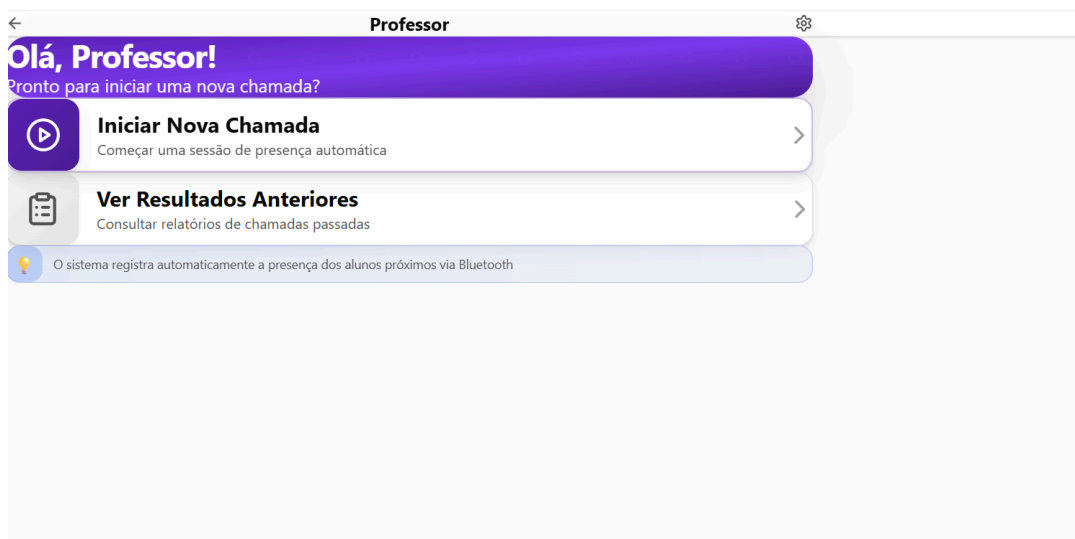 Professor
Olá, Professor!
Pronto para iniciar uma nova chamada?
Iniciar Nova Chamada
Começar uma sessão de presença automática
Ver Resultados Anteriores
Consultar relatórios de chamadas passadas
O sistema registra automaticamente a presença dos alunos próximos via Bluetooth